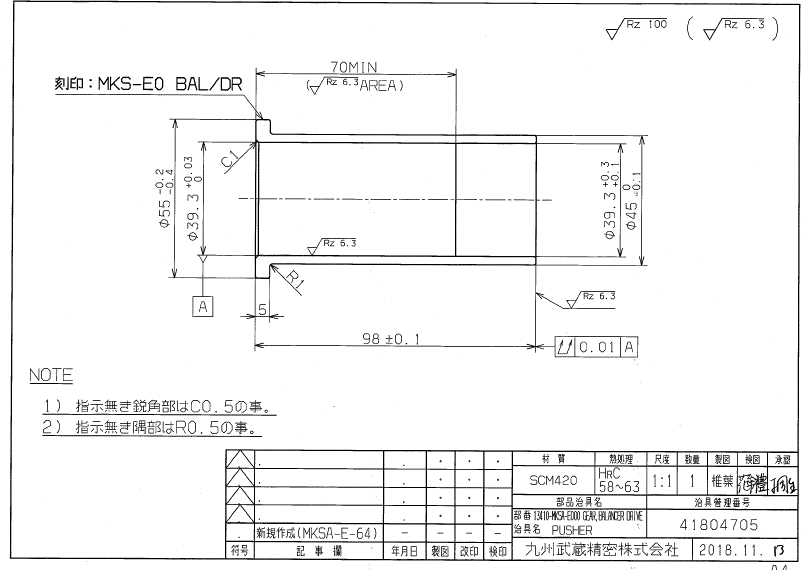 Rz 100 ( Rz 6.3 )
70MIN
( Rz 6.3 AREA)
刻印：MKS-E0 BAL/DR
C1
φ55 -0.2 -0.4
φ39.3 +0.03 0
φ39.3 +0.3 +0.1
φ45 0 -0.1
Rz 6.3
R1
A
5
Rz 6.3
98±0.1
0.01 A
NOTE
1) 指示無き鋭角部はC0.5の事。
2) 指示無き隅部はR0.5の事。
材質 熱処理 尺度 数量 製図 検図 承認
SCM420 HRC 58~63 1:1 1 椎葉
部品治具名 治具管理番号
部番 13410-MKSA-E000 GEAR, BALANCER DRIVE
治具名 PUSHER
41804705
新規作成(MKSA-E-64) － － － －
符号 記事欄 年月日 製図 改印 検印
九州武蔵精密株式会社 2018.11.13